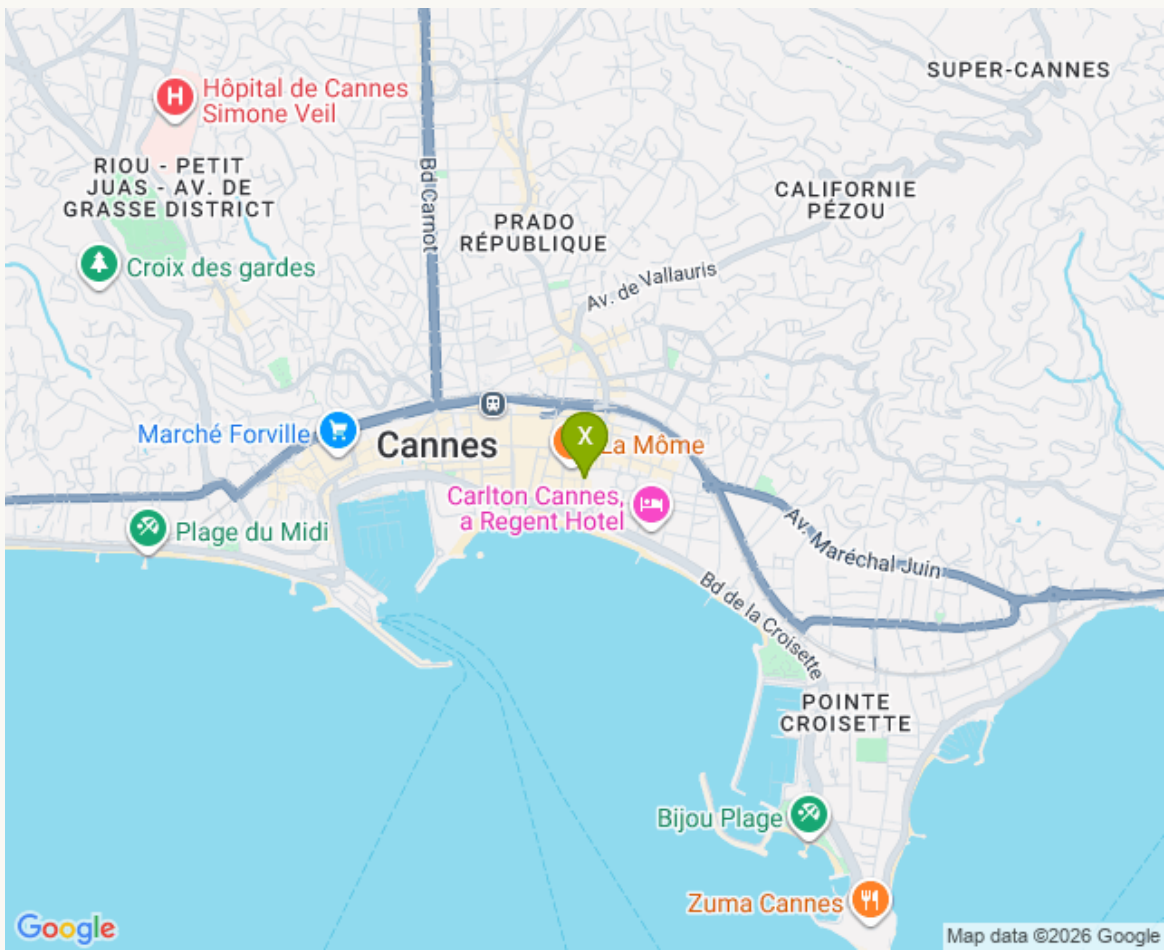 SUPER-CANNES
H
Hôpital de Cannes
Simone Veil
RIOU - PETIT
JUAS - AV. DE
GRASSE DISTRICT
Bd Carnot
CALIFORNIE
PÉZOU
PRADO
RÉPUBLIQUE
Croix des gardes
Av. de Vallauris
Marché Forville
Cannes
X
La Môme
Carlton Cannes,
a Regent Hotel
Plage du Midi
Av. Maréchal Juin
Bd de la Croisette
POINTE
CROISETTE
Bijou Plage
Zuma Cannes
Google
Map data ©2026 Google